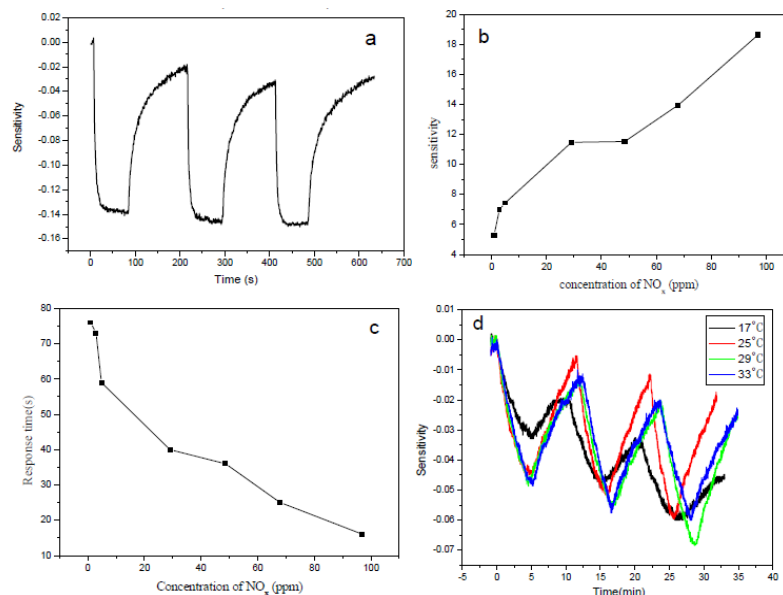 a
0.02
0.00
-0.02
-0.04
-0.06
-0.08
-0.10
-0.12
-0.14
-0.16
Sensitivity
-100 0 100 200 300 400 500 600 700
Time (s)
b
20
18
16
14
12
10
8
6
4
sensitivity
0 20 40 60 80 100
concentration of NOx (ppm)
c
80
70
60
50
40
30
20
10
Response time(s)
0 20 40 60 80 100
Concentration of NOx (ppm)
d
17°C
25°C
29°C
33°C
0.01
0.00
-0.01
-0.02
-0.03
-0.04
-0.05
-0.06
-0.07
Sensitivity
-5 0 5 10 15 20 25 30 35 40
Time(min)